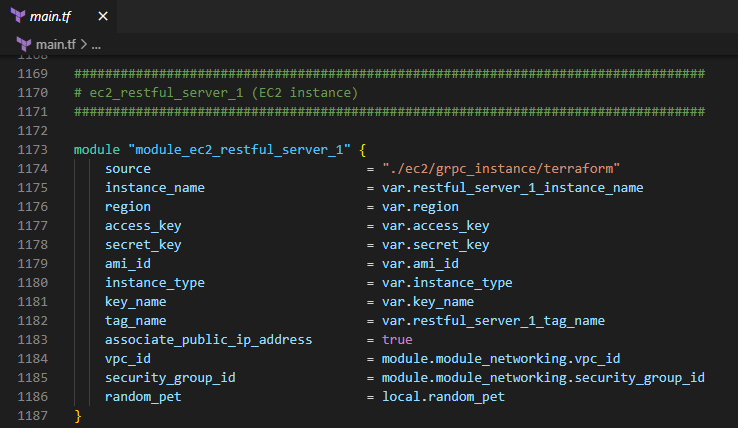 main.tf ×
main.tf > ...
1168
1169 ##################################################################################
1170 # ec2_restful_server_1 (EC2 instance)
1171 ##################################################################################
1172
1173 module "module_ec2_restful_server_1" {
1174 source = "./ec2/grpc_instance/terraform"
1175 instance_name = var.restful_server_1_instance_name
1176 region = var.region
1177 access_key = var.access_key
1178 secret_key = var.secret_key
1179 ami_id = var.ami_id
1180 instance_type = var.instance_type
1181 key_name = var.key_name
1182 tag_name = var.restful_server_1_tag_name
1183 associate_public_ip_address = true
1184 vpc_id = module.module_networking.vpc_id
1185 security_group_id = module.module_networking.security_group_id
1186 random_pet = local.random_pet
1187 }